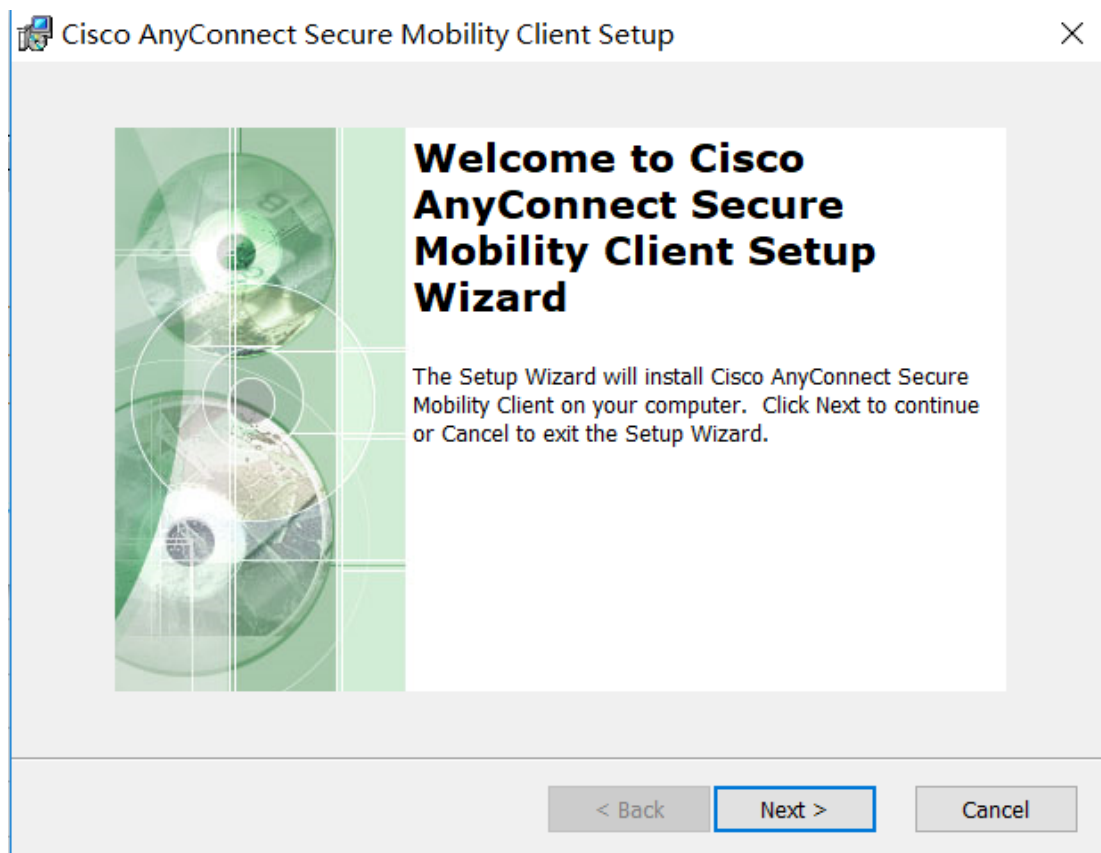 Cisco AnyConnect Secure Mobility Client Setup
Welcome to Cisco
AnyConnect Secure
Mobility Client Setup
Wizard
The Setup Wizard will install Cisco AnyConnect Secure
Mobility Client on your computer.  Click Next to continue
or Cancel to exit the Setup Wizard.
< Back
Next >
Cancel